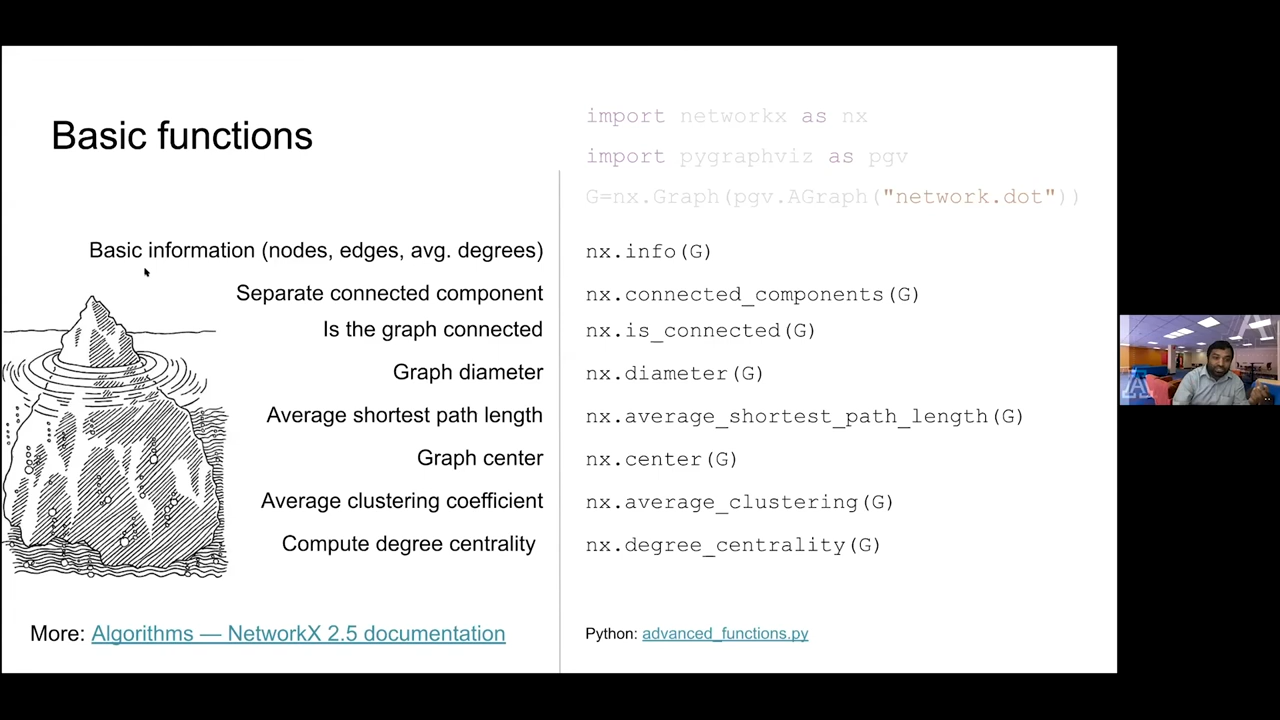 Basic functions
import networkx as nx
import pygraphviz as pgv
G=nx.Graph(pgv.AGraph("network.dot"))
Basic information (nodes, edges, avg. degrees)
nx.info(G)
Separate connected component
nx.connected_components(G)
Is the graph connected
nx.is_connected(G)
Graph diameter
nx.diameter(G)
Average shortest path length
nx.average_shortest_path_length(G)
Graph center
nx.center(G)
Average clustering coefficient
nx.average_clustering(G)
Compute degree centrality
nx.degree_centrality(G)
More: Algorithms — NetworkX 2.5 documentation
Python: advanced_functions.py
A
A